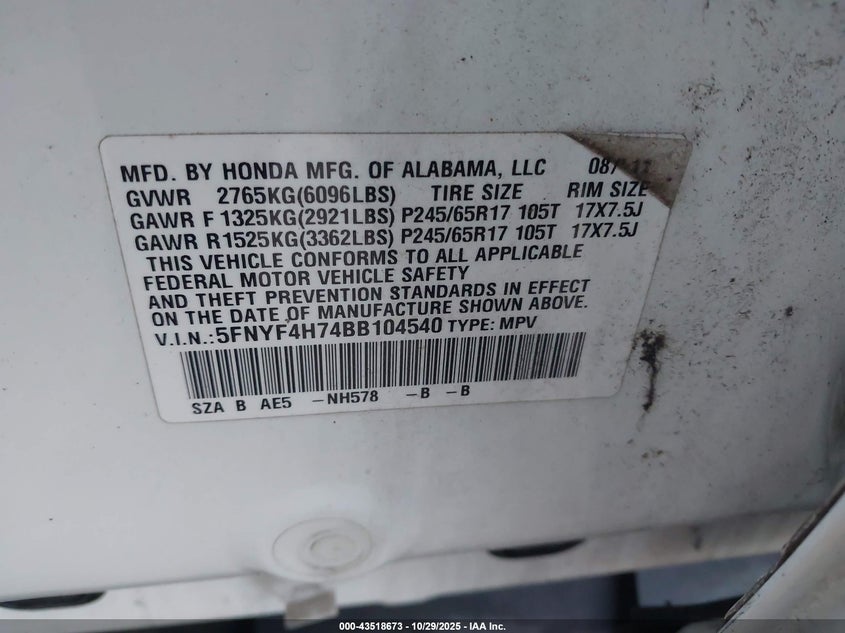 MFD. BY HONDA MFG. OF ALABAMA, LLC
GVWR 2765KG(6096LBS) TIRE SIZE RIM SIZE
GAWR F 1325KG(2921LBS) P245/65R17 105T 17X7.5J
GAWR R 1525KG(3362LBS) P245/65R17 105T 17X7.5J
THIS VEHICLE CONFORMS TO ALL APPLICABLE
FEDERAL MOTOR VEHICLE SAFETY
AND THEFT PREVENTION STANDARDS IN EFFECT
ON THE DATE OF MANUFACTURE SHOWN ABOVE.
V.I.N.:5FNYF4H74BB104540 TYPE: MPV
SZA B AE5 -NH578 -B -B
000-43518673 - 10/29/2025 - IAA Inc.